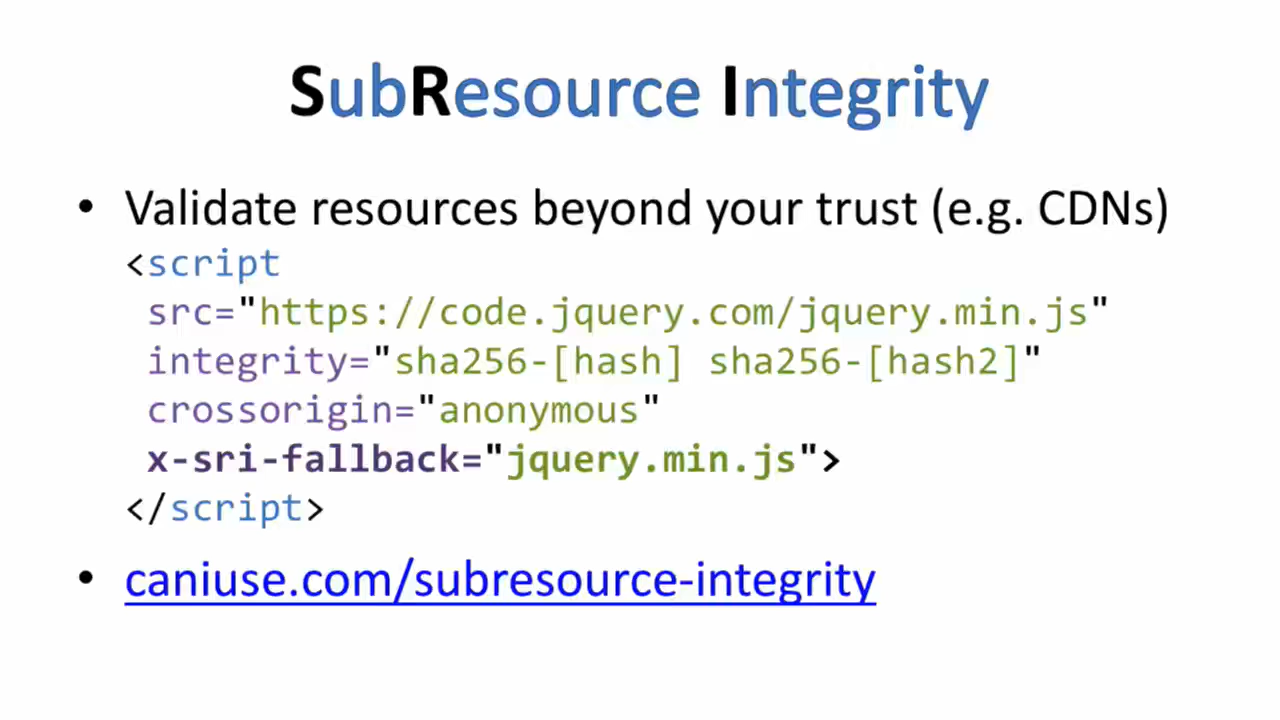 SubResource Integrity
• Validate resources beyond your trust (e.g. CDNs)
<script
src="https://code.jquery.com/jquery.min.js"
integrity="sha256-[hash] sha256-[hash2]"
crossorigin="anonymous"
x-sri-fallback="jquery.min.js">
</script>
• caniuse.com/subresource-integrity